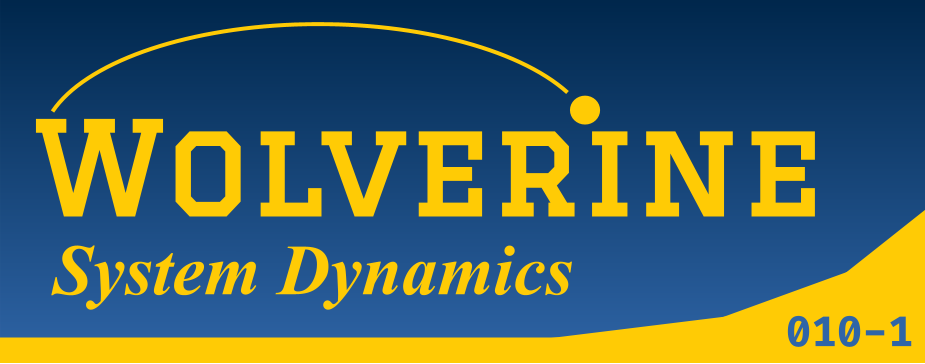 WOLVERINE
System Dynamics
010-1